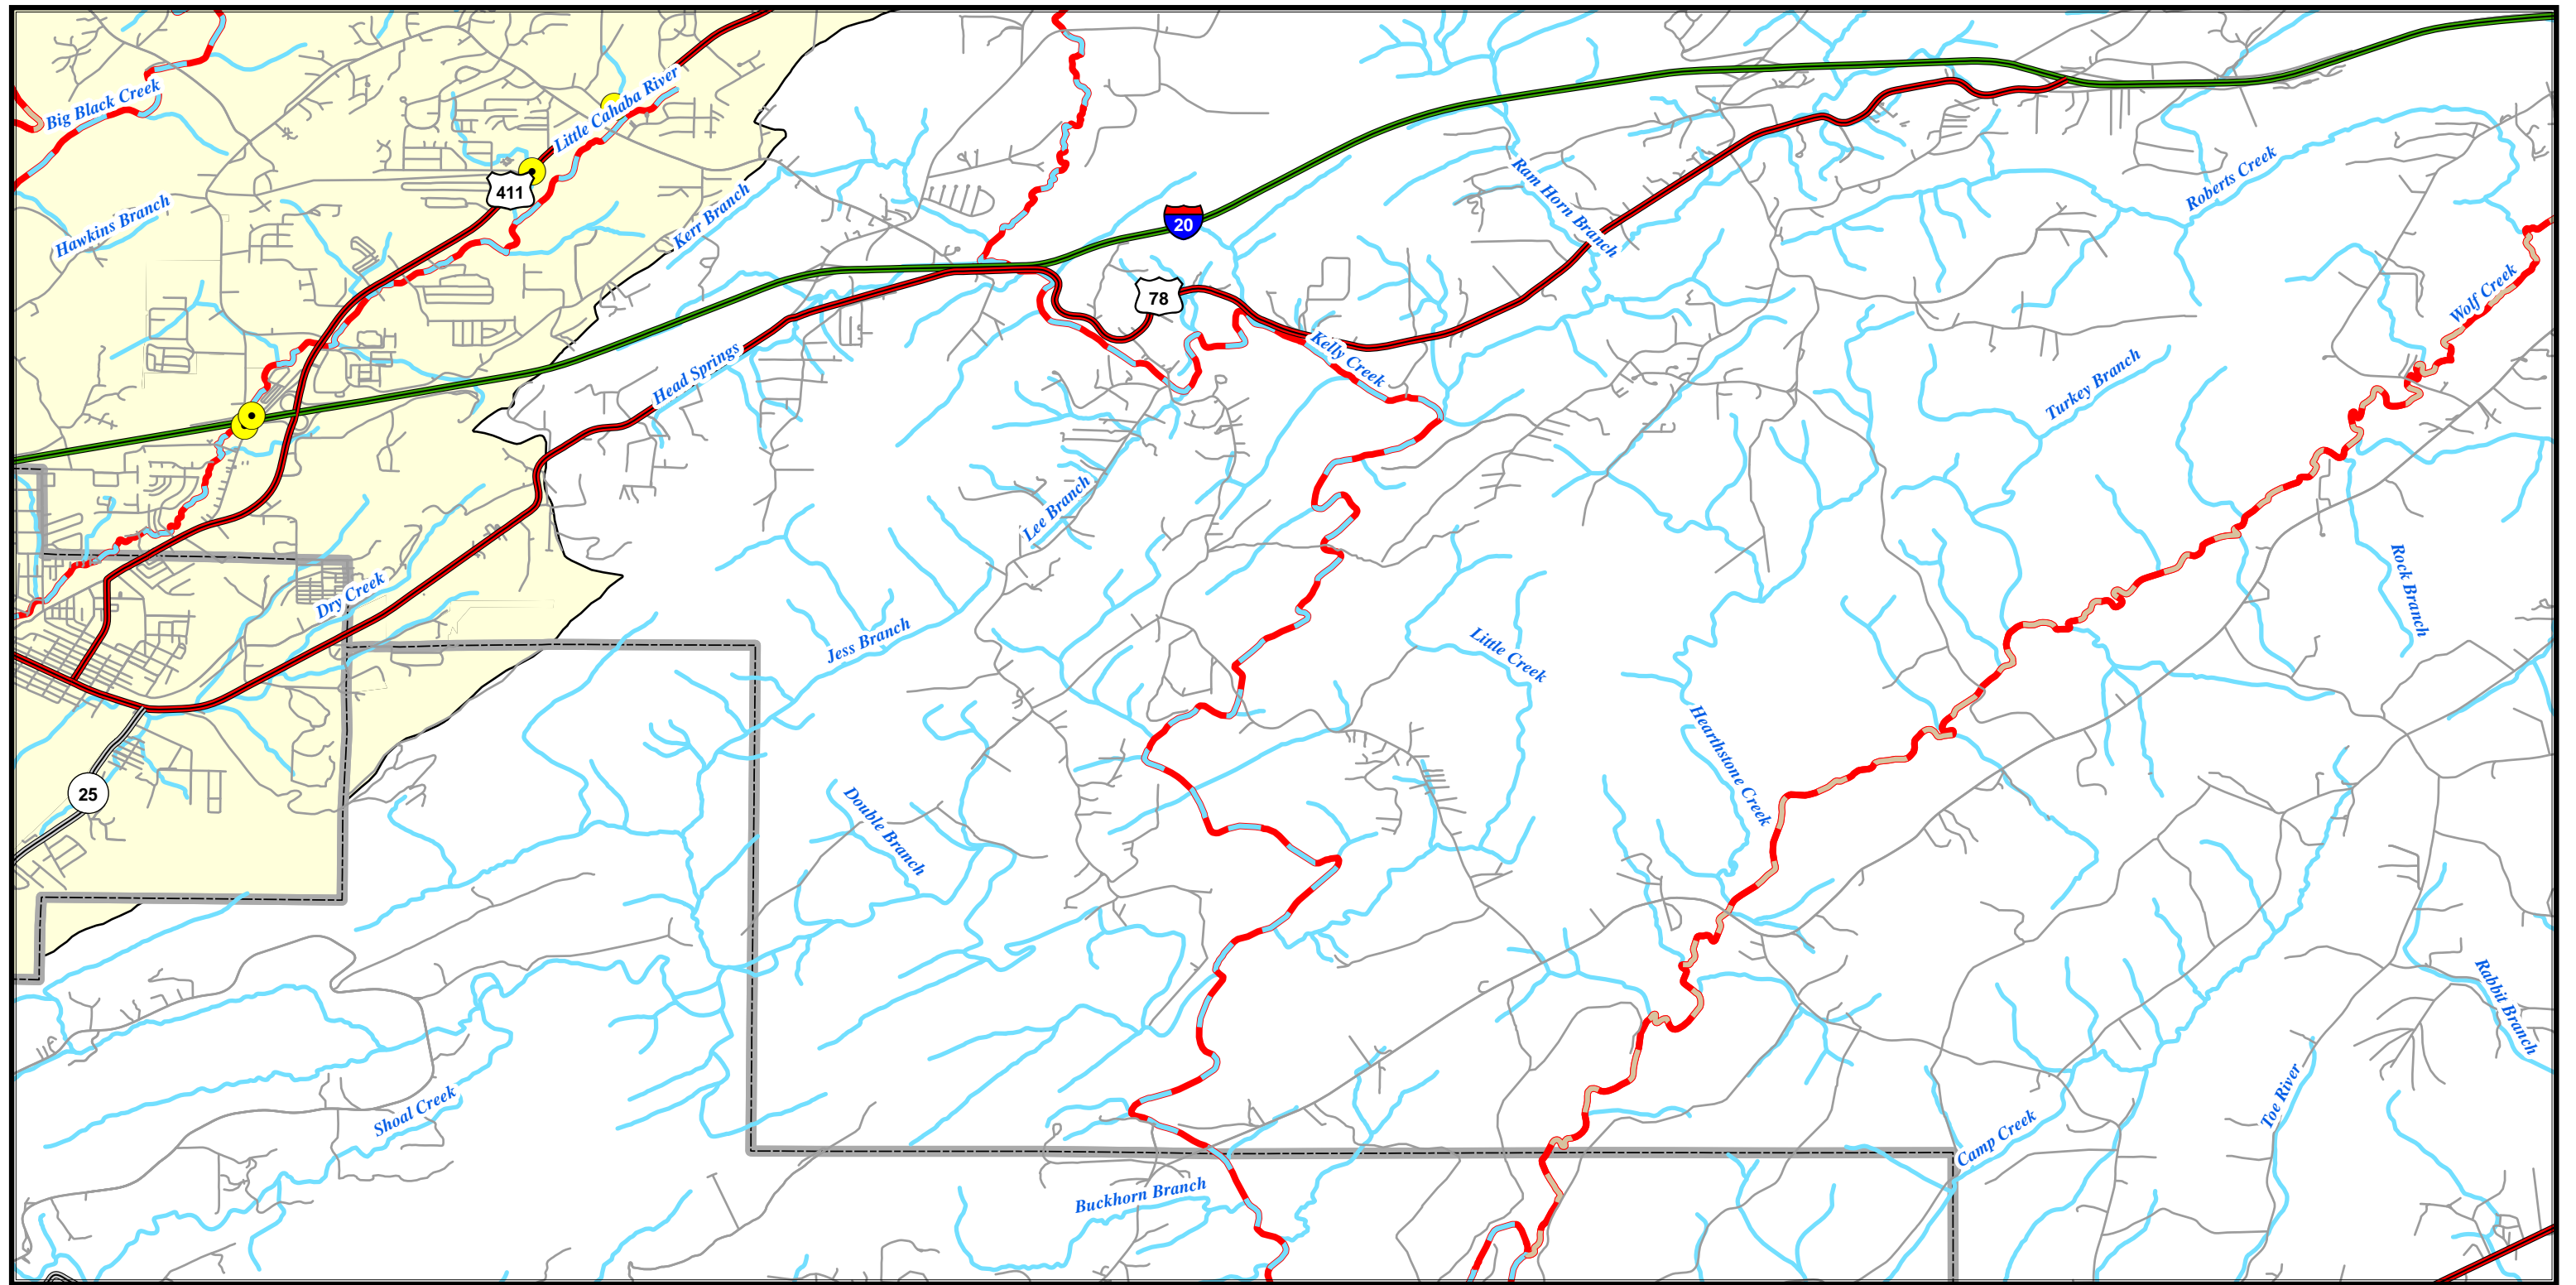 Big Black Creek
Little Cahaba River
411
Hawkins Branch
Kerr Branch
20
Ram Horn Branch
Roberts Creek
78
Wolf Creek
Head Springs
Kelly Creek
Turkey Branch
Lee Branch
Dry Creek
Rock Branch
Jess Branch
Little Creek
Hearthstone Creek
25
Double Branch
Rabbit Branch
Shoal Creek
Toe River
Camp Creek
Buckhorn Branch